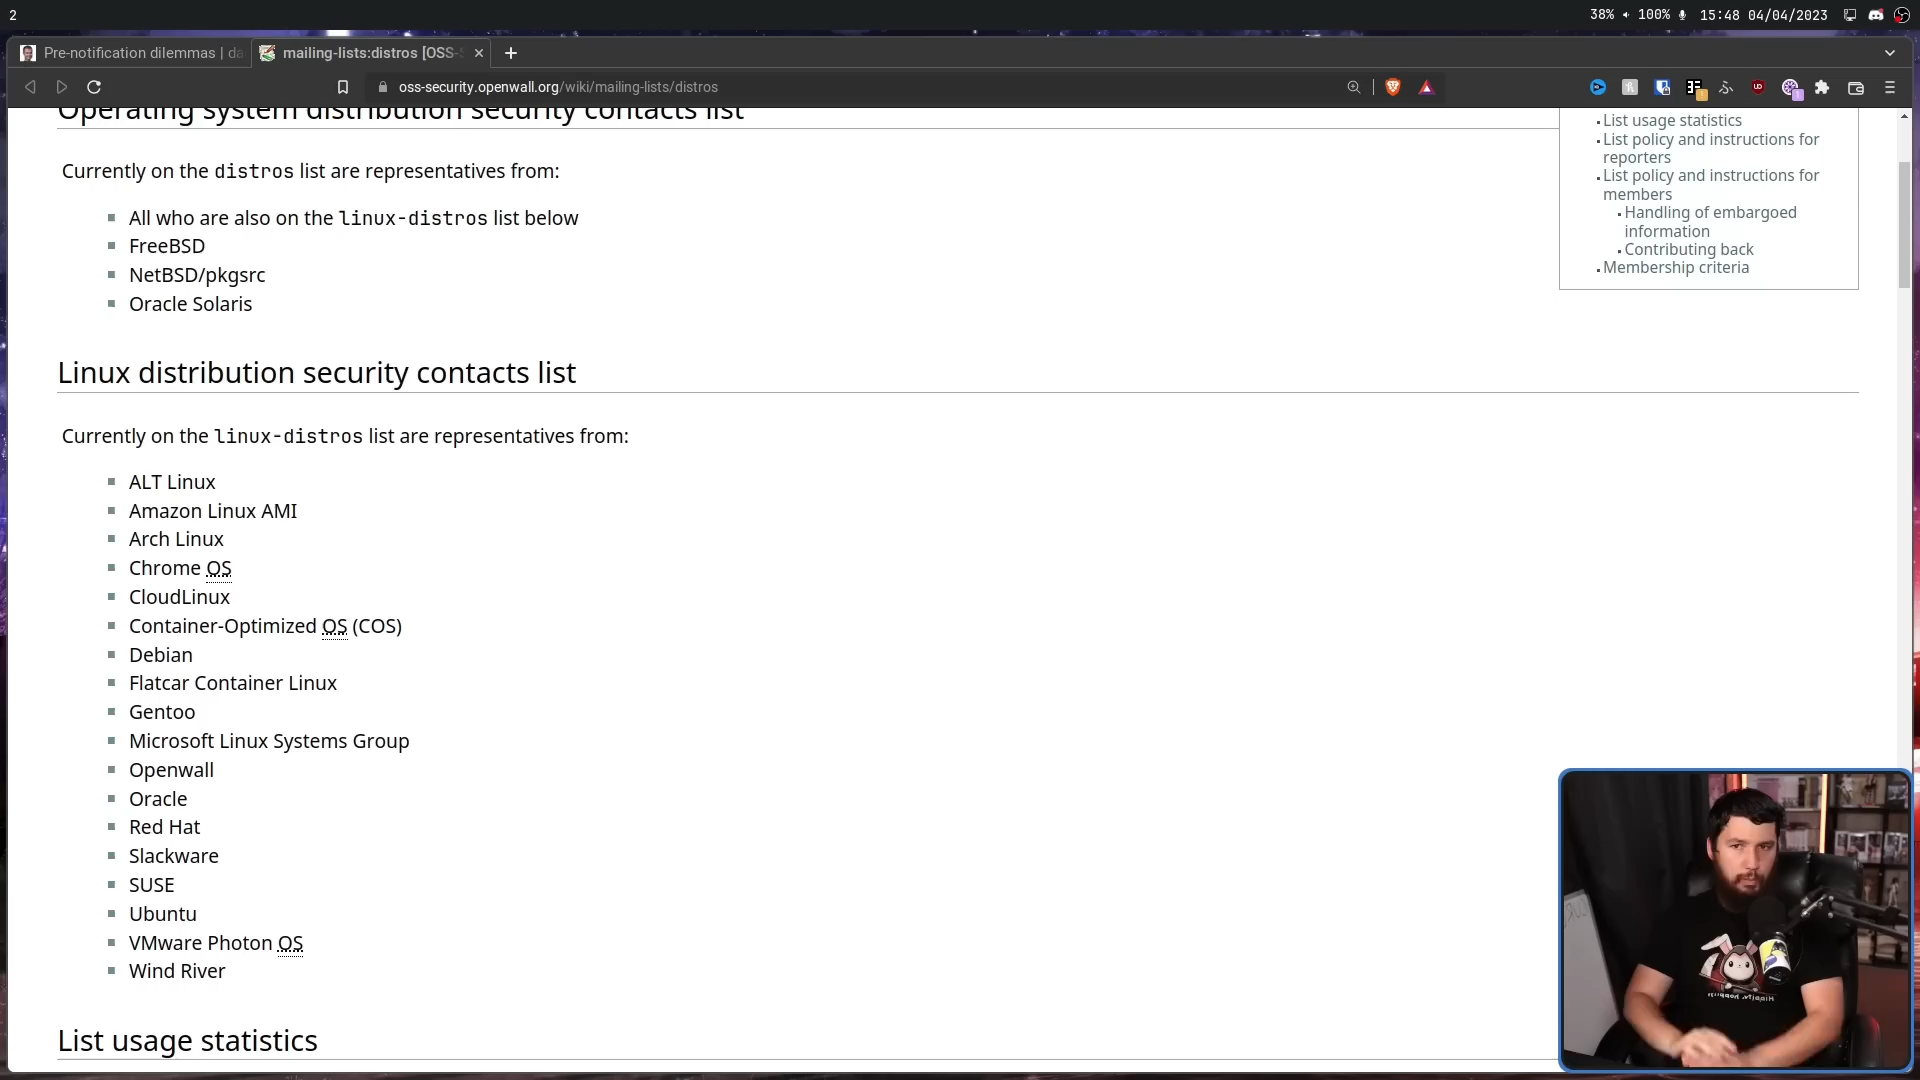 2
38%
100%
15:48 04/04/2023
Pre-notification dilemmas | da
mailing-lists:distros [OSS-S
oss-security.openwall.org/wiki/mailing-lists/distros
Operating system distribution security contacts list
List usage statistics
List policy and instructions for
reporters
List policy and instructions for
members
Handling of embargoed
information
Contributing back
Membership criteria
Currently on the distros list are representatives from:
All who are also on the linux-distros list below
FreeBSD
NetBSD/pkgsrc
Oracle Solaris
Linux distribution security contacts list
Currently on the linux-distros list are representatives from:
ALT Linux
Amazon Linux AMI
Arch Linux
Chrome OS
CloudLinux
Container-Optimized OS (COS)
Debian
Flatcar Container Linux
Gentoo
Microsoft Linux Systems Group
Openwall
Oracle
Red Hat
Slackware
SUSE
Ubuntu
VMware Photon OS
Wind River
List usage statistics